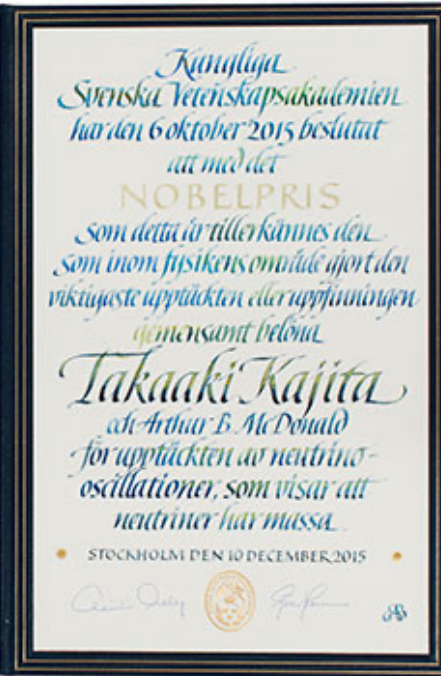 Kungliga
Svenska Vetenskapsakademien
har den 6 oktober 2015 beslutat
att med det
NOBELPRIS
som detta år tillerkännes den
som inom fysikens område gjort den
viktigaste upptäckten eller uppfinningen
gemensamt belöna
Takaaki Kajita
och Arthur B. McDonald
för upptäckten av neutrino-
oscillationer, som visar att
neutriner har massa
STOCKHOLM DEN 10 DECEMBER 2015